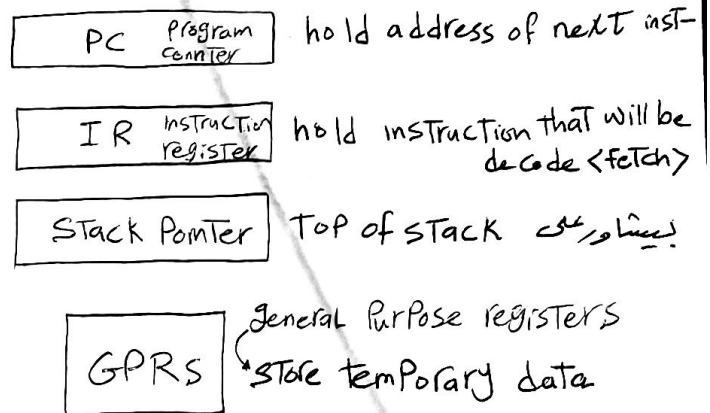 PC Program Counter hold address of next inst-
IR instruction register hold instruction that will be
decode <fetch>
Stack Pointer Top of stack بيشاور على
general Purpose registers
GPRs store temporary data